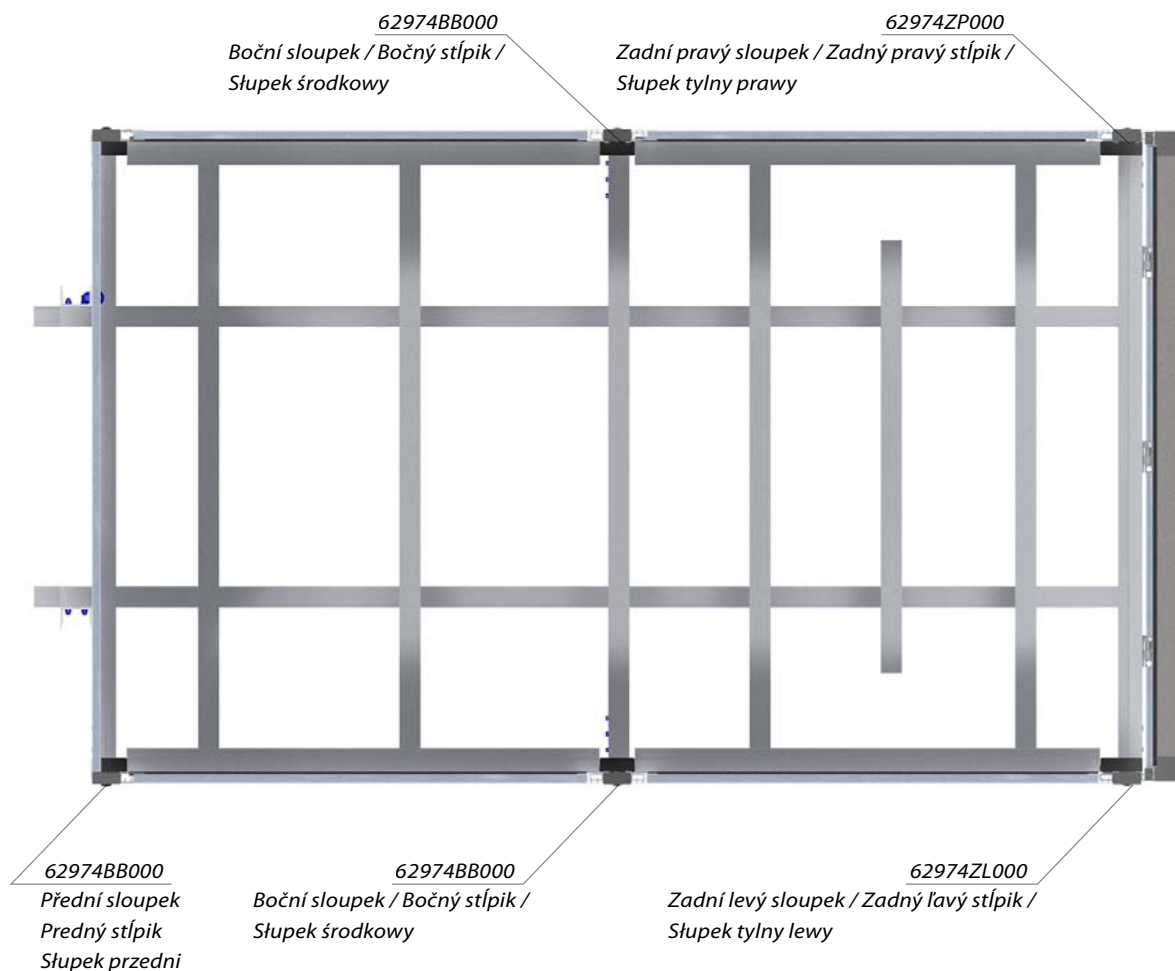 62974BB000
Boční sloupek / Bočný stĺpik /
Słupek środkowy
62974ZP000
Zadní pravý sloupek / Zadný pravý stĺpik /
Słupek tylny prawy
62974BB000
Přední sloupek
Predný stĺpik
Słupek przedni
62974BB000
Boční sloupek / Bočný stĺpik /
Słupek środkowy
62974ZL000
Zadní levý sloupek / Zadný ľavý stĺpik /
Słupek tylny lewy